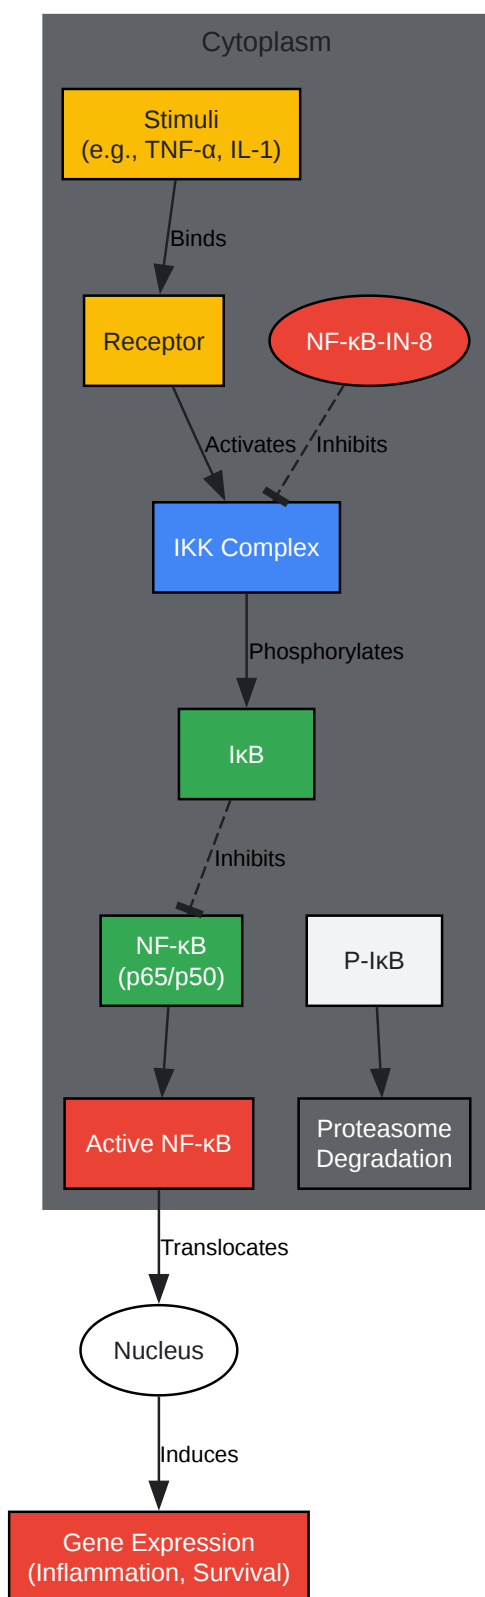 Cytoplasm
Stimuli
(e.g., TNF-α, IL-1)
Binds
Receptor
NF-κB-IN-8
Activates
Inhibits
IKK Complex
Phosphorylates
IκB
Inhibits
NF-κB
(p65/p50)
P-IκB
Active NF-κB
Proteasome
Degradation
Translocates
Nucleus
Induces
Gene Expression
(Inflammation, Survival)